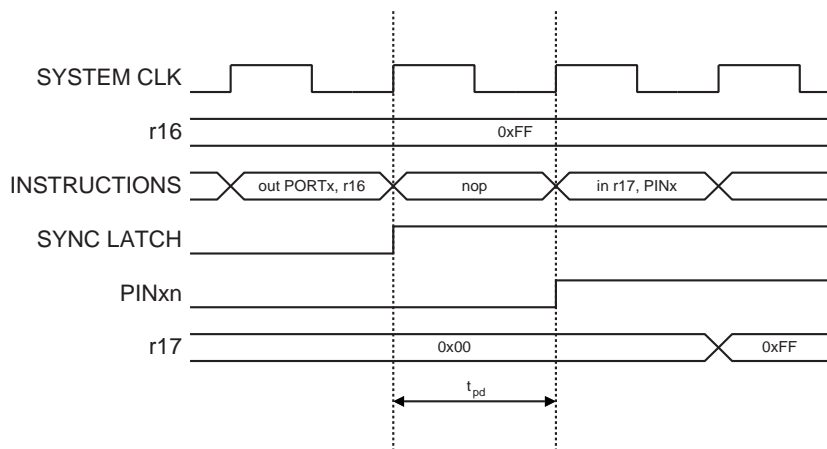 SYSTEM CLK
r16
0xFF
INSTRUCTIONS
out PORTx, r16
nop
in r17, PINx
SYNC LATCH
PINxn
r17
0x00
0xFF
tpd